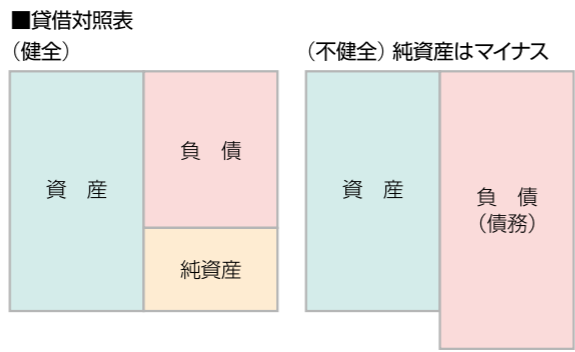 ■貸借対照表
（健全）
（不健全）純資産はマイナス
資　産
負　債
純資産
資　産
負　債
（債務）